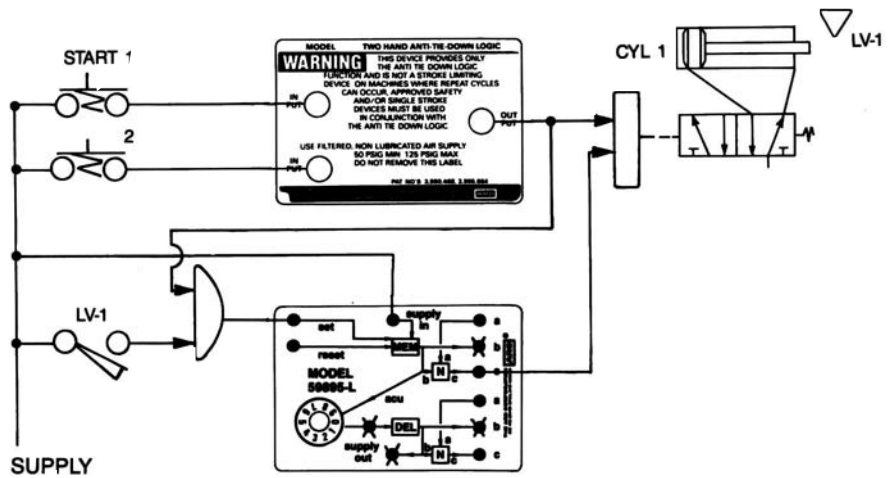 START 1
2
LV-1
SUPPLY
MODEL TWO HAND ANTI-TIE-DOWN LOGIC
WARNING
THIS DEVICE PROVIDES ONLY
THE ANTI TIE DOWN LOGIC
FUNCTION AND IS NOT A STROKE LIMITING
DEVICE ON MACHINES WHERE REPEAT CYCLES
CAN OCCUR, APPROVED SAFETY
AND/OR SINGLE STROKE
DEVICES MUST BE USED
IN CONJUNCTION WITH
THE ANTI TIE DOWN LOGIC
IN
PUT
OUT
PUT
USE FILTERED, NON LUBRICATED AIR SUPPLY
50 PSIG MIN 125 PSIG MAX
DO NOT REMOVE THIS LABEL
IN
PUT
CYL 1
LV-1
set
supply
in
a
reset
MEM
b
a
b N c
MODEL
59895-L
acu
a
DEL
b
a
supply
out
b N c
c